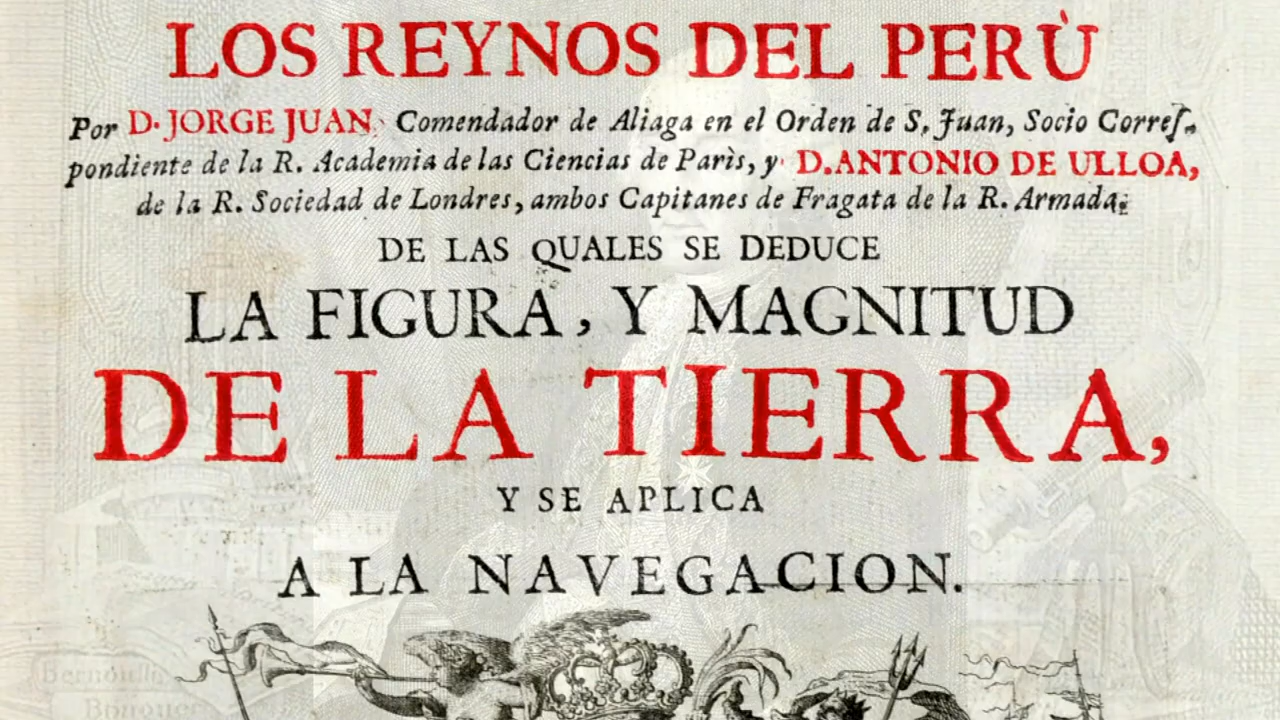 LOS REYNOS DEL PERÙ
Por D. JORGE JUAN, Comendador de Aliaga en el Orden de S. Juan, Socio Corres-
pondiente de la R. Academia de las Ciencias de Parìs, y D. ANTONIO DE ULLOA,
de la R. Sociedad de Londres, ambos Capitanes de Fragata de la R. Armada:
DE LAS QUALES SE DEDUCE
LA FIGURA, Y MAGNITUD
DE LA TIERRA,
Y SE APLICA
A LA NAVEGACION.
Bernoulli
Bouguer